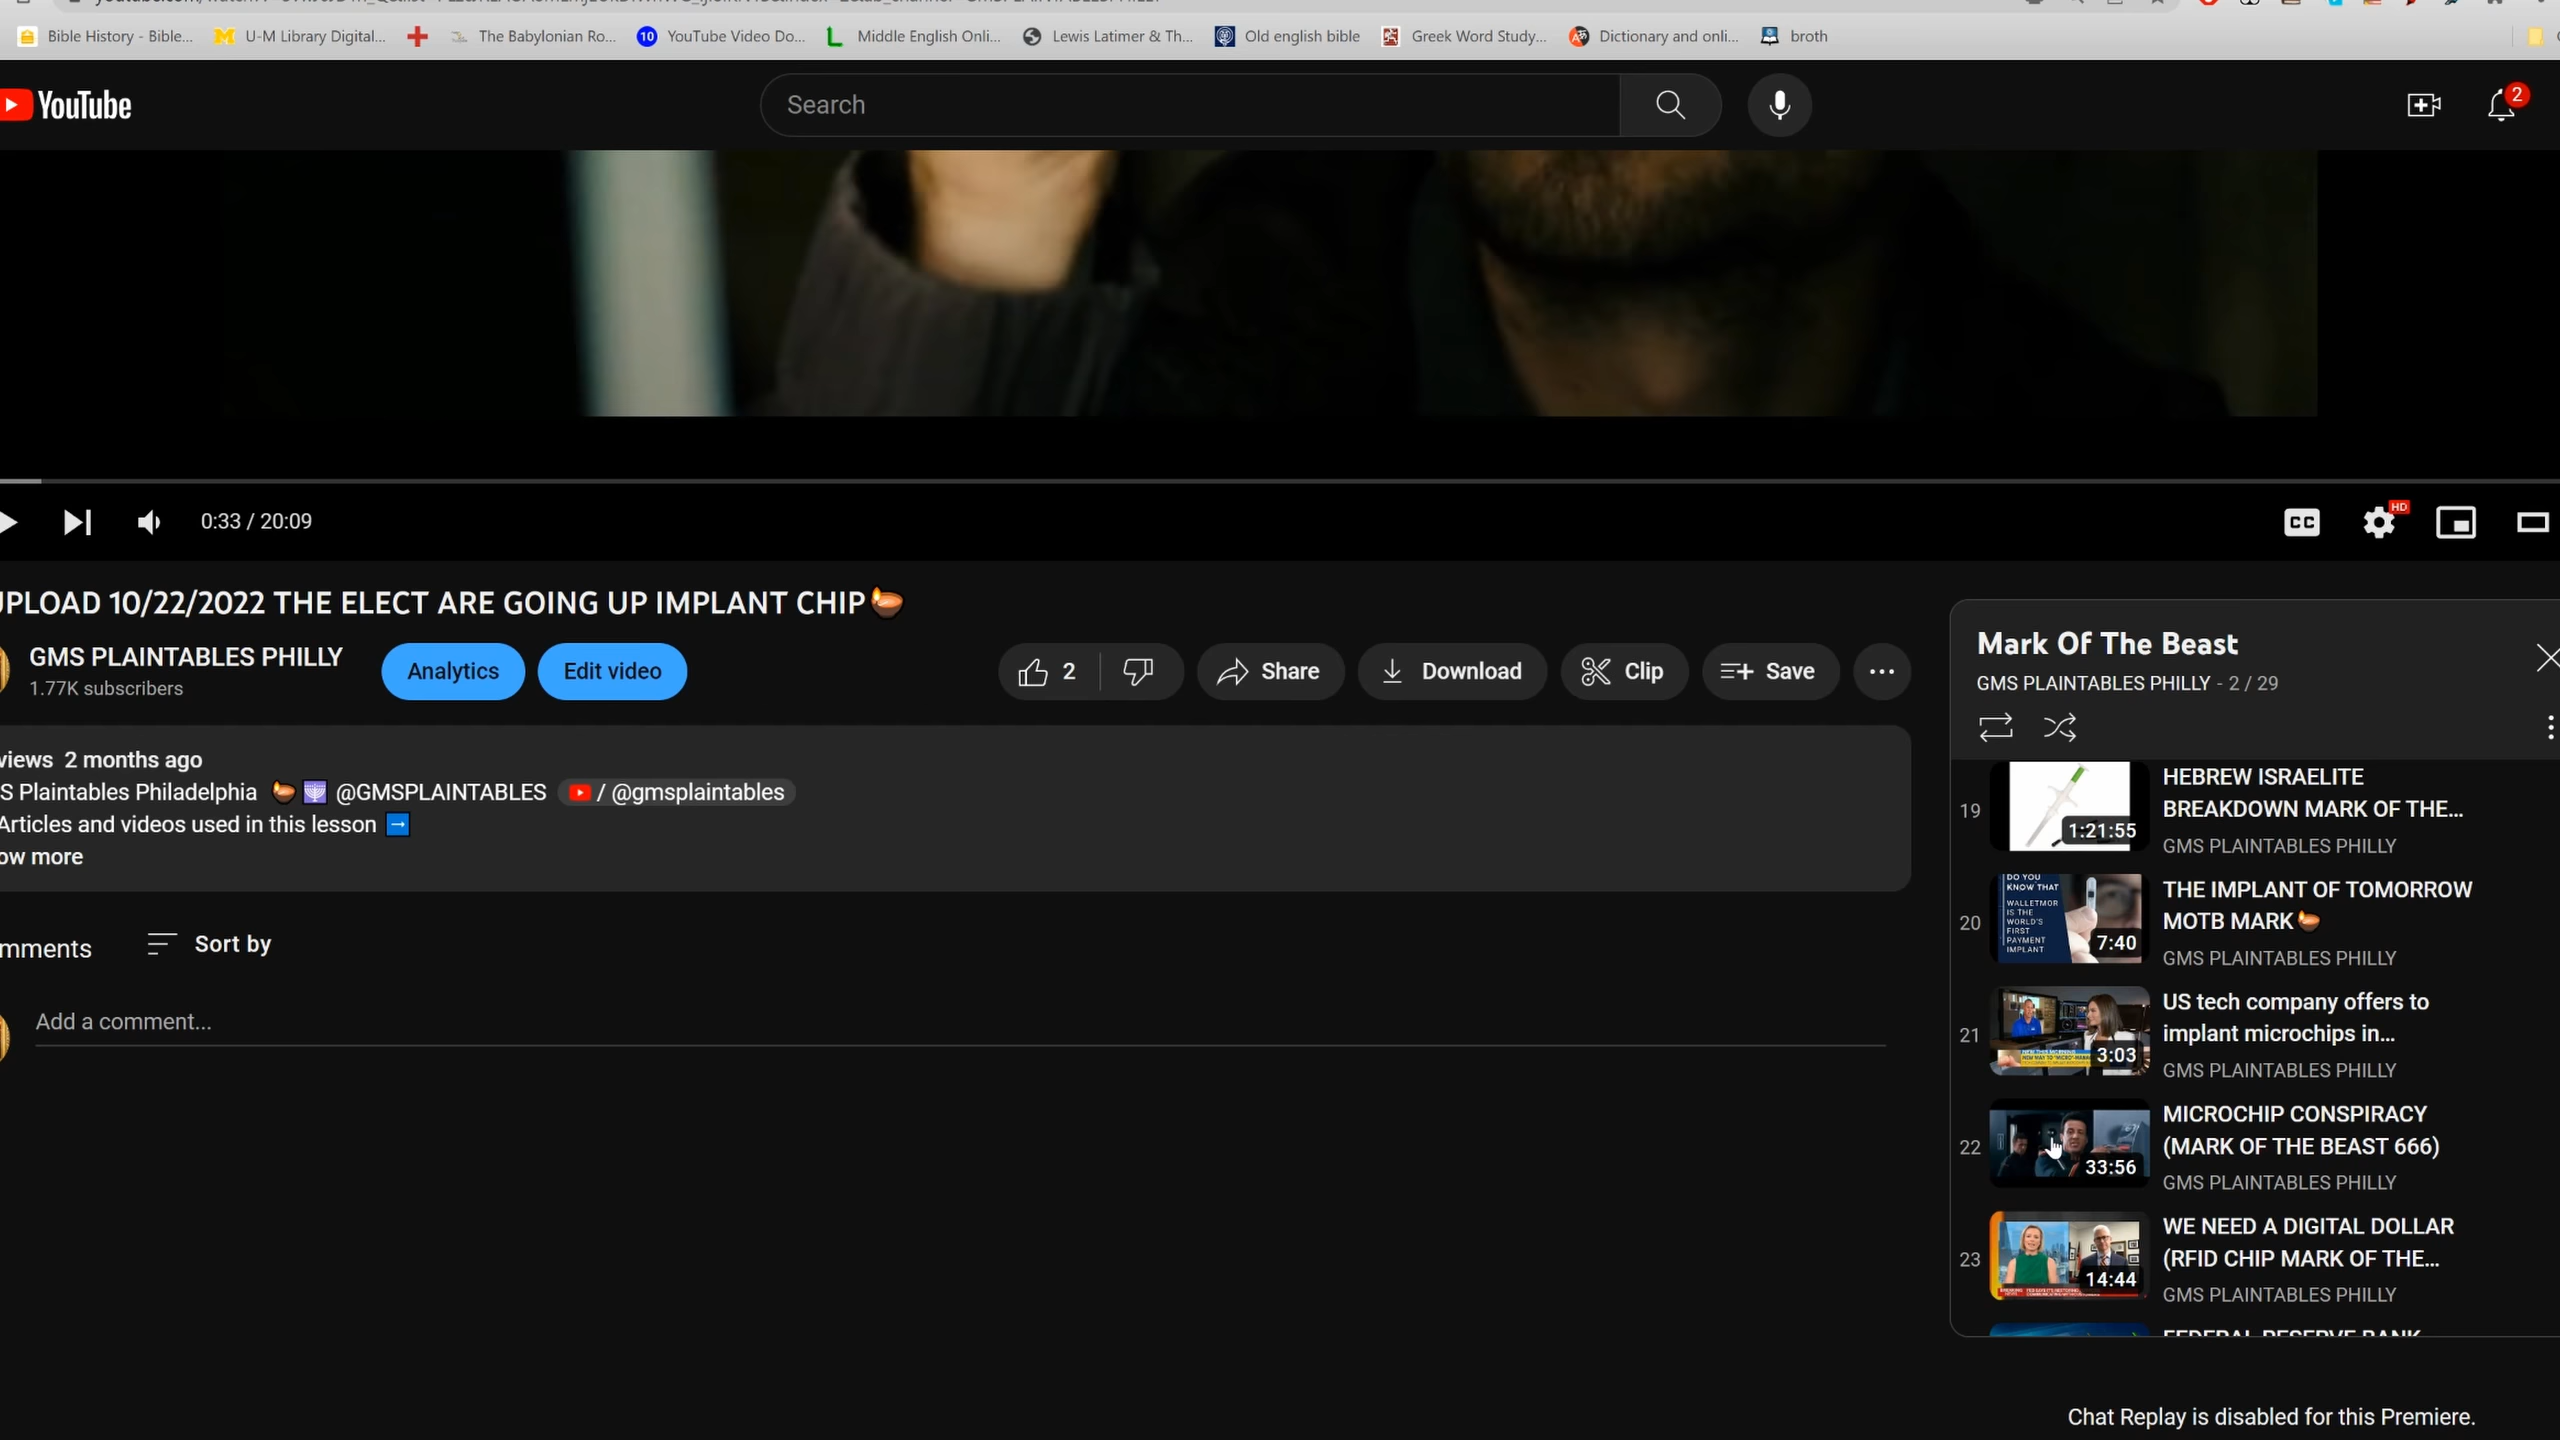 Bible History - Bible...
U-M Library Digital...
The Babylonian Ro...
10
YouTube Video Do...
Middle English Onli...
Lewis Latimer & Th...
Old english bible
Greek Word Study...
Dictionary and onli...
broth
YouTube
Search
2
0:33 / 20:09
CC
HD
UPLOAD 10/22/2022 THE ELECT ARE GOING UP IMPLANT CHIP
GMS PLAINTABLES PHILLY
1.77K subscribers
Analytics
Edit video
2
Share
Download
Clip
Save
views 2 months ago
S Plaintables Philadelphia @GMSPLAINTABLES / @gmsplaintables
Articles and videos used in this lesson
ow more
mments
Sort by
Add a comment...
Mark Of The Beast
GMS PLAINTABLES PHILLY - 2 / 29
19
1:21:55
HEBREW ISRAELITE
BREAKDOWN MARK OF THE...
GMS PLAINTABLES PHILLY
20
DO YOU
KNOW THAT
WALLETMOR
IS THE
WORLD'S
FIRST
PAYMENT
IMPLANT
7:40
THE IMPLANT OF TOMORROW
MOTB MARK
GMS PLAINTABLES PHILLY
21
3:03
US tech company offers to
implant microchips in...
GMS PLAINTABLES PHILLY
22
33:56
MICROCHIP CONSPIRACY
(MARK OF THE BEAST 666)
GMS PLAINTABLES PHILLY
23
14:44
WE NEED A DIGITAL DOLLAR
(RFID CHIP MARK OF THE...
GMS PLAINTABLES PHILLY
FEDERAL RESERVE BANK
Chat Replay is disabled for this Premiere.